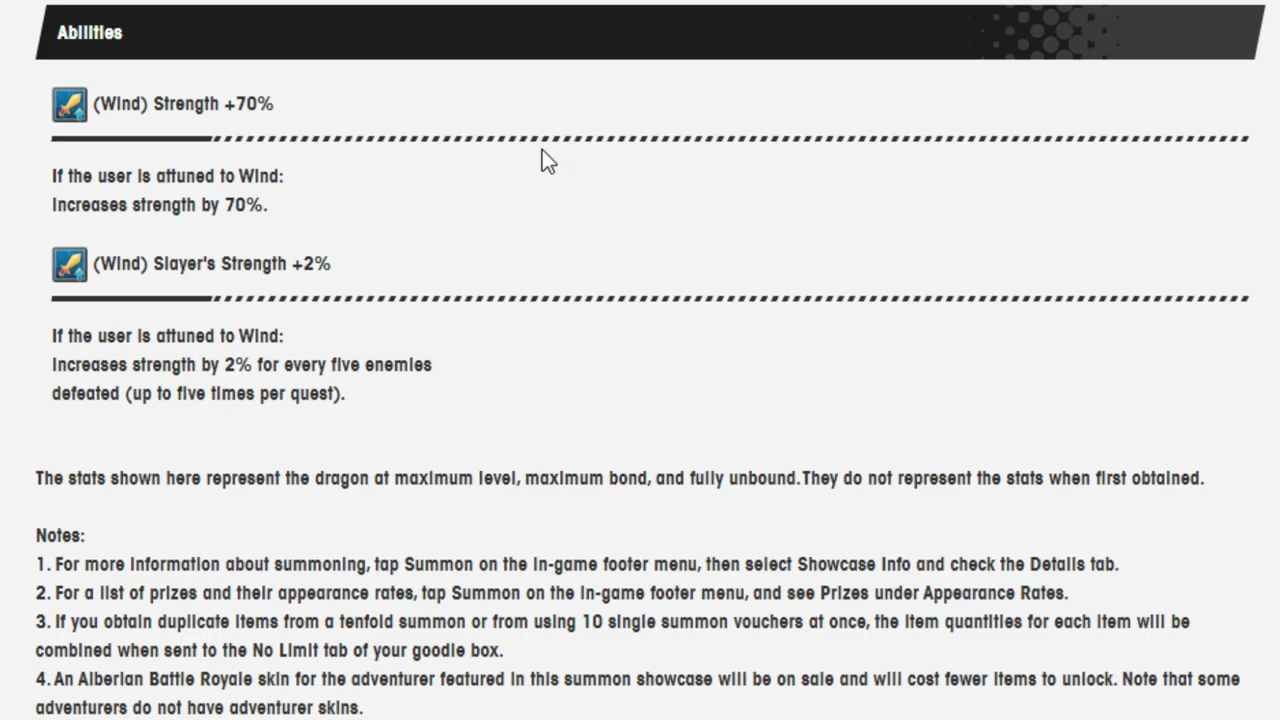 Abilities
(Wind) Strength +70%
If the user is attuned to Wind:
Increases strength by 70%.
(Wind) Slayer's Strength +2%
If the user is attuned to Wind:
Increases strength by 2% for every five enemies
defeated (up to five times per quest).
The stats shown here represent the dragon at maximum level, maximum bond, and fully unbound. They do not represent the stats when first obtained.
Notes:
1. For more information about summoning, tap Summon on the in-game footer menu, then select Showcase Info and check the Details tab.
2. For a list of prizes and their appearance rates, tap Summon on the in-game footer menu, and see Prizes under Appearance Rates.
3. If you obtain duplicate items from a tenfold summon or from using 10 single summon vouchers at once, the item quantities for each item will be
combined when sent to the No Limit tab of your goodie box.
4. An Alberian Battle Royale skin for the adventurer featured in this summon showcase will be on sale and will cost fewer items to unlock. Note that some
adventurers do not have adventurer skins.